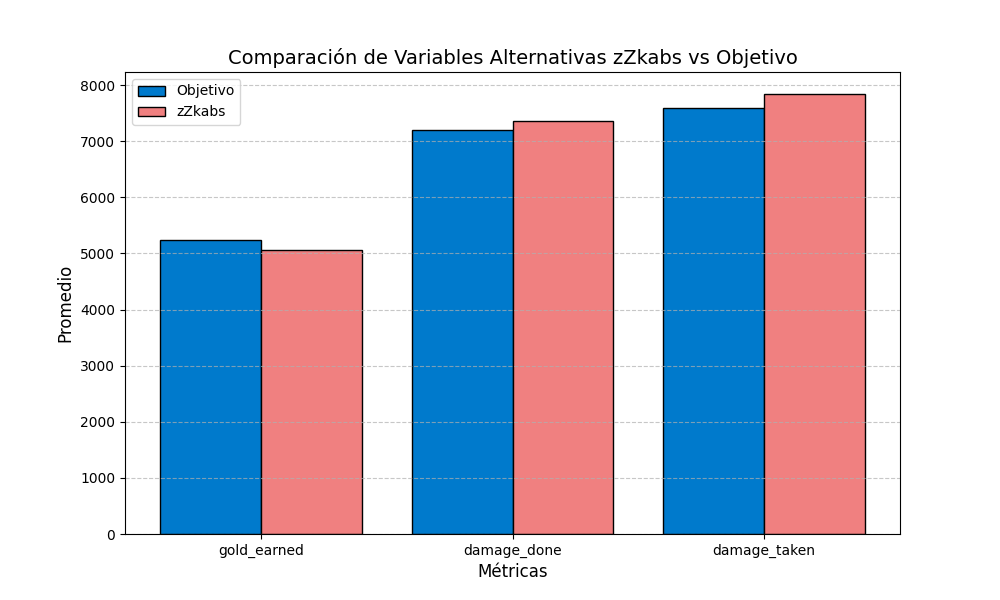 Comparación de Variables Alternativas zZkabs vs Objetivo
Objetivo
zZkabs
8000
7000
6000
5000
4000
3000
2000
1000
0
Promedio
gold_earned
damage_done
damage_taken
Métricas